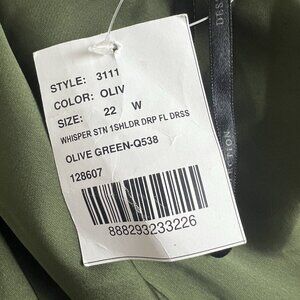 STYLE: 3111
COLOR: OLIV
SIZE: 22 W
WHISPER STN 1SHLDR DRP FL DRSS
OLIVE GREEN-Q538
128607
888293233226